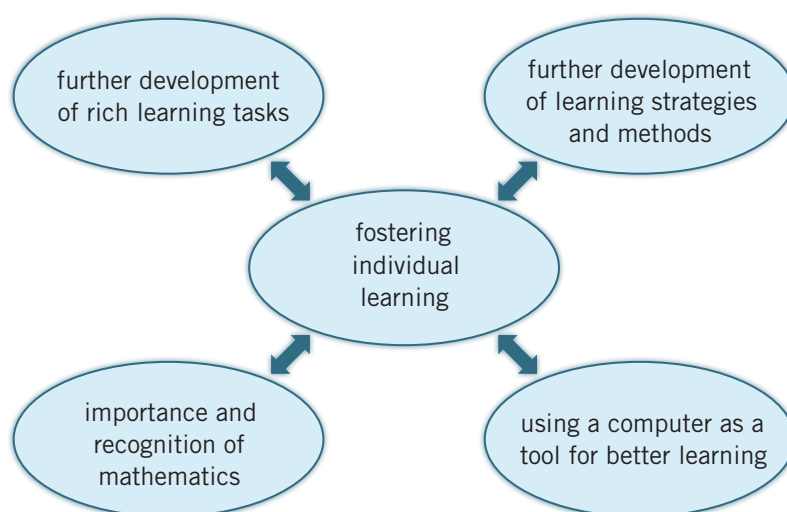 further development
of rich learning tasks
further development
of learning strategies
and methods
fostering
individual
learning
importance and
recognition of
mathematics
using a computer as a
tool for better learning